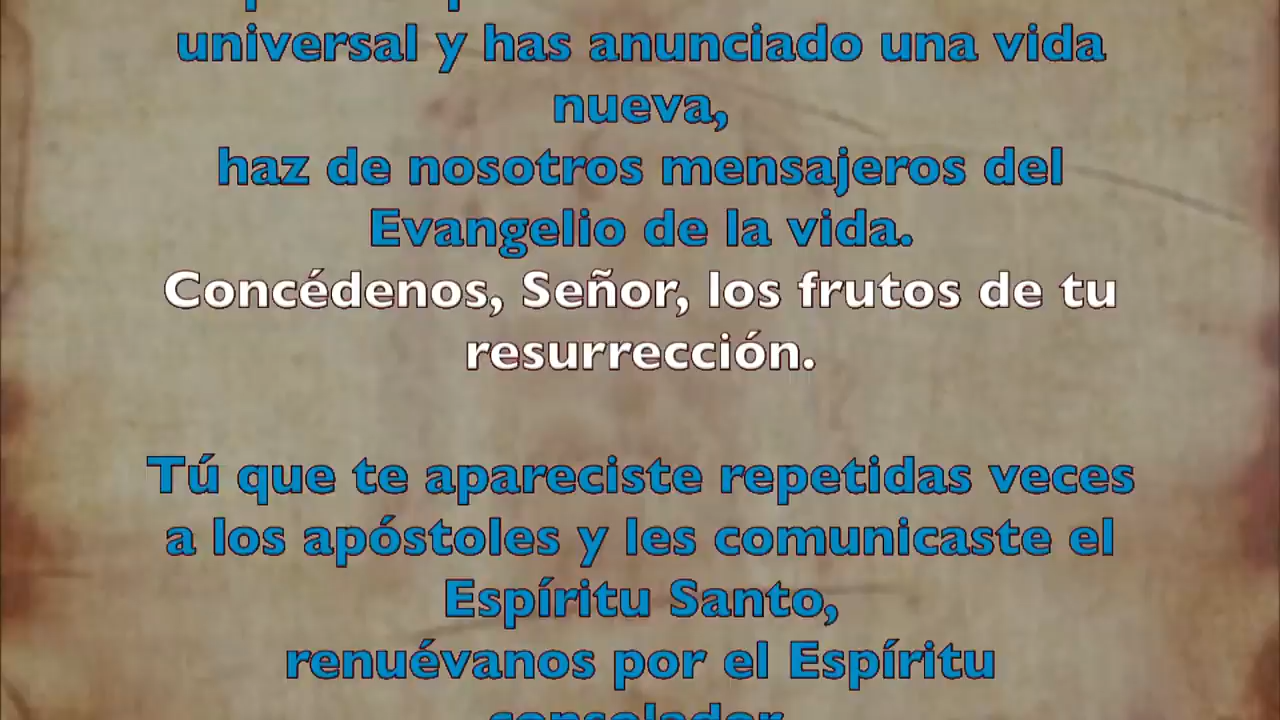 universal y has anunciado una vida
nueva,
haz de nosotros mensajeros del
Evangelio de la vida.
Concédenos, Señor, los frutos de tu
resurrección.
Tú que te apareciste repetidas veces
a los apóstoles y les comunicaste el
Espíritu Santo,
renuévanos por el Espíritu
consolador.